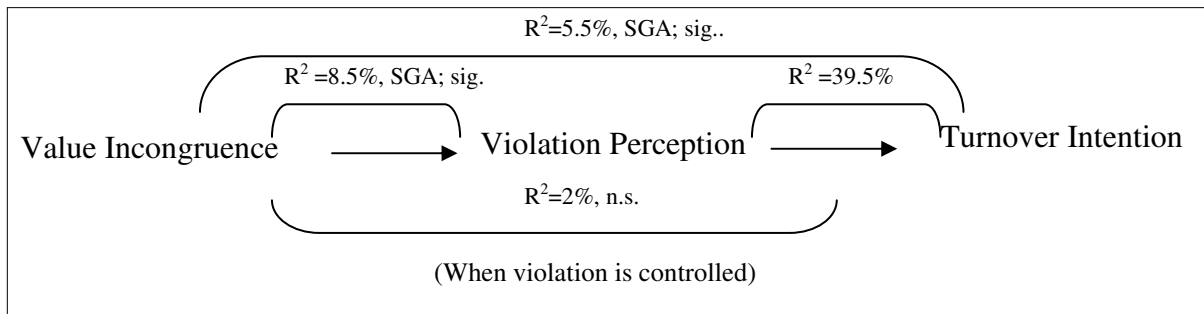 R²=5.5%, SGA; sig..
R² =8.5%, SGA; sig. R² =39.5%
Value Incongruence Violation Perception Turnover Intention
R²=2%, n.s.
(When violation is controlled)